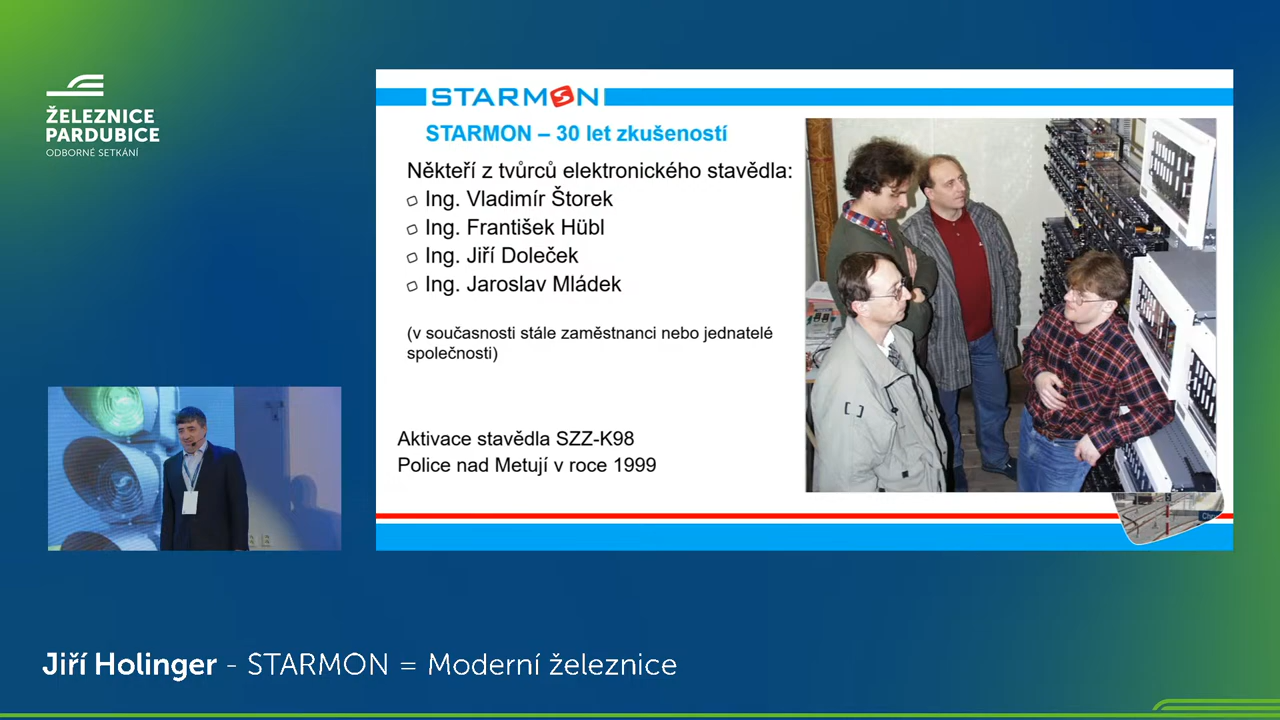 ŽELEZNICE
PARDUBICE
ODBORNÉ SETKÁNÍ
STARMON
STARMON – 30 let zkušeností
Někteří z tvůrců elektronického stavědla:
Ing. Vladimír Štorek
Ing. František Hübl
Ing. Jiří Doleček
Ing. Jaroslav Mládek
(v současnosti stále zaměstnanci nebo jednatelé
společnosti)
Aktivace stavědla SZZ-K98
Police nad Metují v roce 1999
Jiří Holinger - STARMON = Moderní železnice